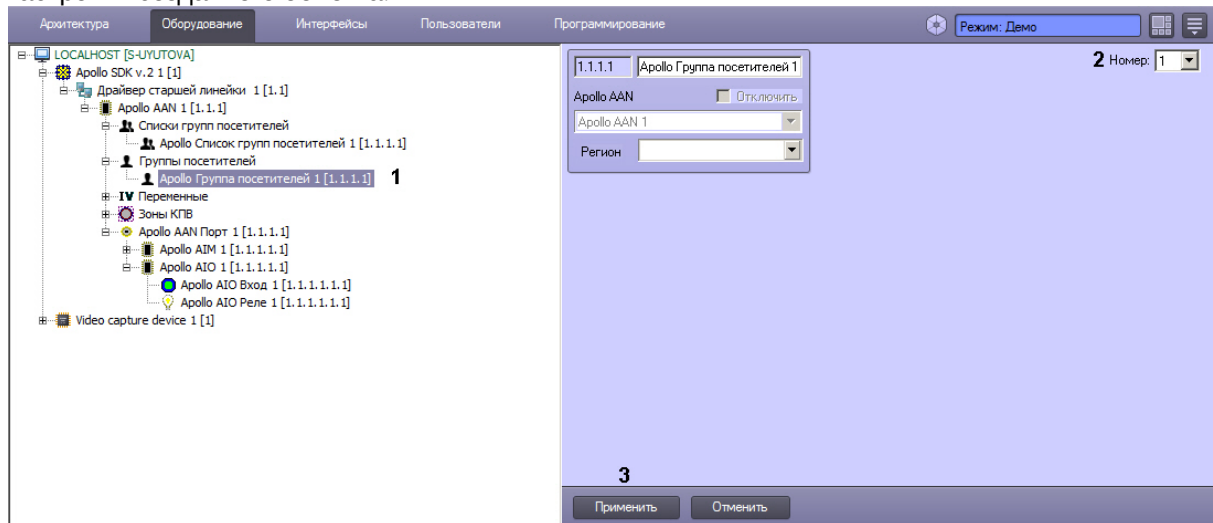 Архитектура Оборудование Интерфейсы Пользователи Программирование Режим: Демо
LOCALHOST [S-UYUTOVA]
Apollo SDK v.2 1 [1]
Драйвер старшей линейки 1 [1.1]
Apollo AAN 1 [1.1.1]
Списки групп посетителей
Apollo Список групп посетителей 1 [1.1.1.1]
Группы посетителей
Apollo Группа посетителей 1 [1.1.1.1] 1
IV Переменные
Зоны КПВ
Apollo AAN Порт 1 [1.1.1.1]
Apollo AIM 1 [1.1.1.1.1]
Apollo AIO 1 [1.1.1.1.1]
Apollo AIO Вход 1 [1.1.1.1.1.1]
Apollo AIO Реле 1 [1.1.1.1.1.1]
Video capture device 1 [1]
1.1.1.1 Apollo Группа посетителей 1
2 Номер: 1
Apollo AAN Отключить
Apollo AAN 1
Регион
3
Применить Отменить